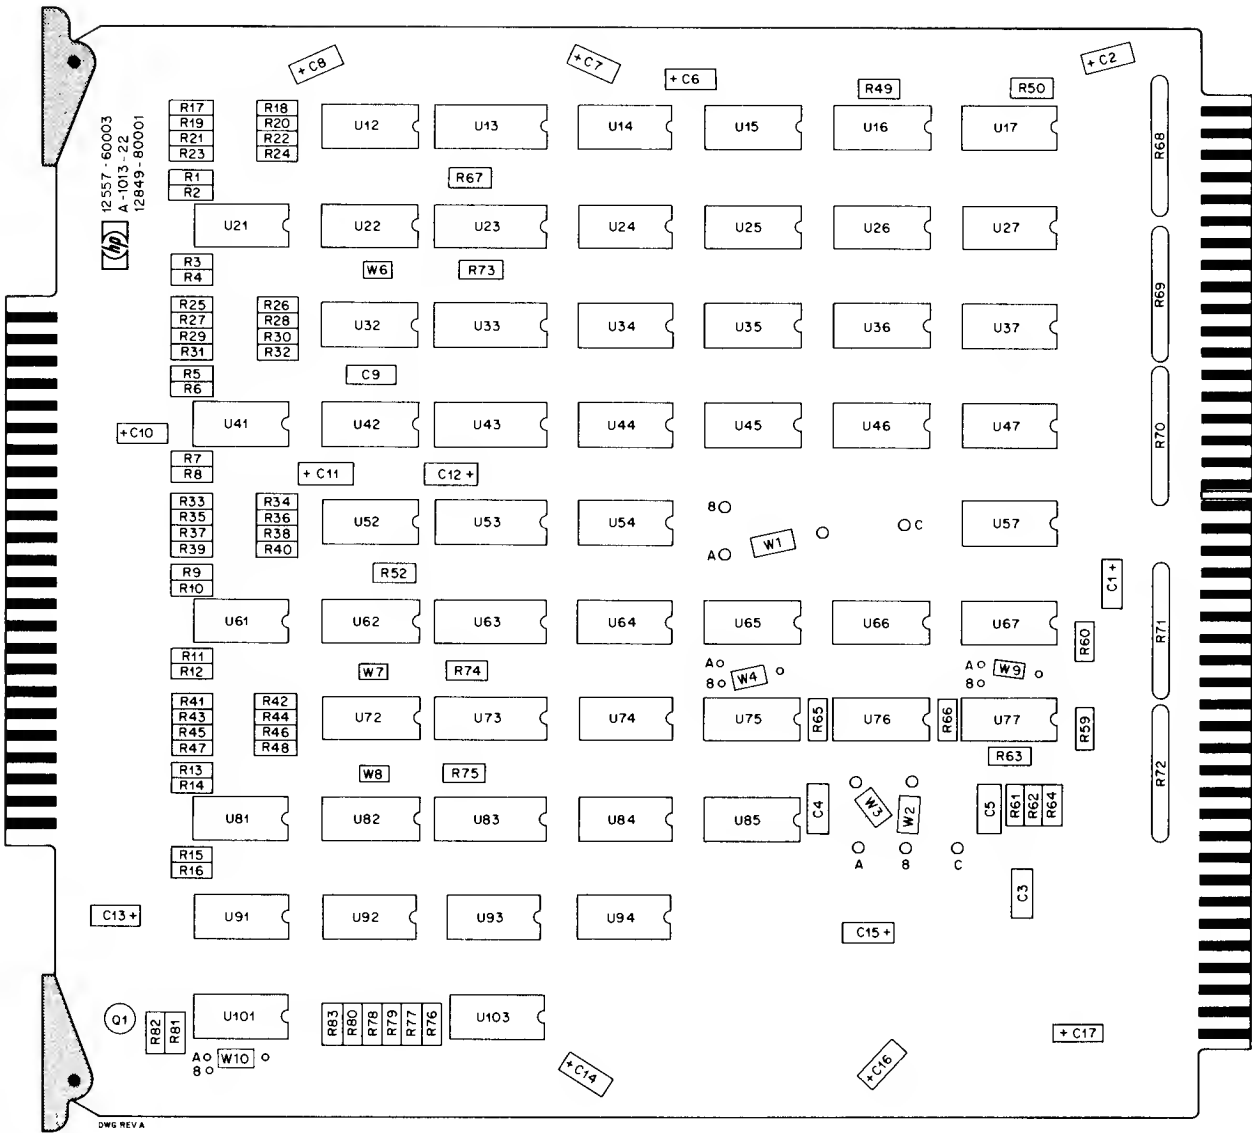 + C8
+ C7
+ C6
+ C2
R49
R50
R17
R19
R21
R23
R18
R20
R22
R24
U12
U13
U14
U15
U16
U17
R68
12557-60003
A-1013-22
12849-80001
hp
R1
R2
R67
U21
U22
U23
U24
U25
U26
U27
R3
R4
W6
R73
R69
R25
R27
R29
R31
R26
R28
R30
R32
U32
U33
U34
U35
U36
U37
R5
R6
C9
+C10
U41
U42
U43
U44
U45
U46
U47
R70
R7
R8
+ C11
C12 +
R33
R35
R37
R39
R34
R36
R38
R40
U52
U53
U54
B
A
W1
C
U57
R9
R10
R52
C1 +
U61
U62
U63
U64
U65
U66
U67
R60
R71
R11
R12
W7
R74
A
B
W4
A
B
W9
R41
R43
R45
R47
R42
R44
R46
R48
U72
U73
U74
U75
R65
U76
R66
U77
R59
R63
R72
R13
R14
W8
R75
U81
U82
U83
U84
U85
C4
W3
W2
C5
R61
R62
R64
A
B
C
R15
R16
C3
C13 +
U91
U92
U93
U94
C15 +
Q1
R82
R81
U101
R83
R80
R78
R79
R77
R76
U103
+ C17
A
B
W10
+C14
+C16
DWG REV A